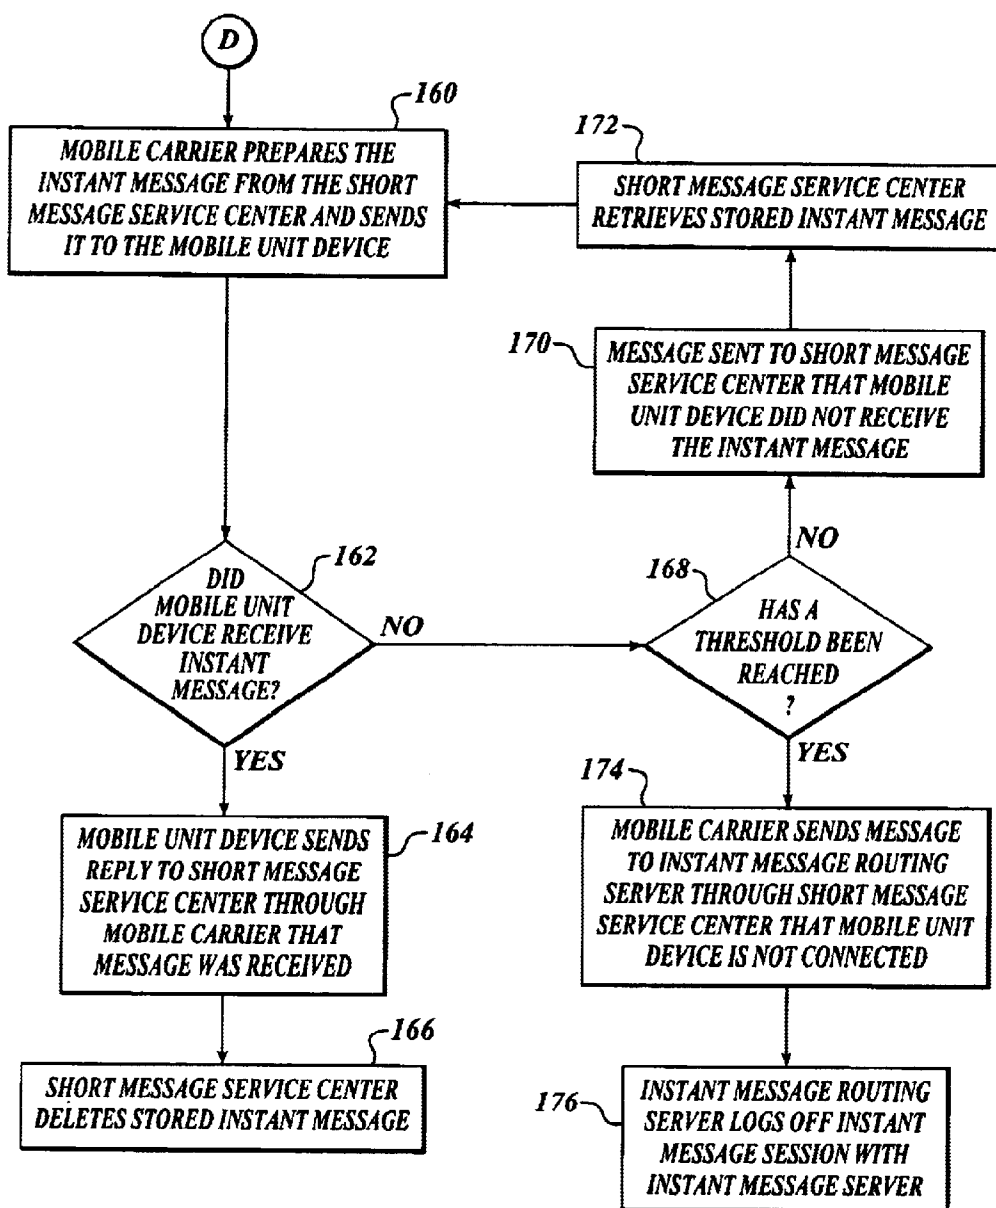 D
160
MOBILE CARRIER PREPARES THE
INSTANT MESSAGE FROM THE SHORT
MESSAGE SERVICE CENTER AND SENDS
IT TO THE MOBILE UNIT DEVICE
172
SHORT MESSAGE SERVICE CENTER
RETRIEVES STORED INSTANT MESSAGE
170
MESSAGE SENT TO SHORT MESSAGE
SERVICE CENTER THAT MOBILE
UNIT DEVICE DID NOT RECEIVE
THE INSTANT MESSAGE
NO
162
DID
MOBILE UNIT
DEVICE RECEIVE
INSTANT
MESSAGE?
NO
168
HAS A
THRESHOLD BEEN
REACHED
?
YES
YES
164
MOBILE UNIT DEVICE SENDS
REPLY TO SHORT MESSAGE
SERVICE CENTER THROUGH
MOBILE CARRIER THAT
MESSAGE WAS RECEIVED
174
MOBILE CARRIER SENDS MESSAGE
TO INSTANT MESSAGE ROUTING
SERVER THROUGH SHORT MESSAGE
SERVICE CENTER THAT MOBILE UNIT
DEVICE IS NOT CONNECTED
166
SHORT MESSAGE SERVICE CENTER
DELETES STORED INSTANT MESSAGE
176
INSTANT MESSAGE ROUTING
SERVER LOGS OFF INSTANT
MESSAGE SESSION WITH
INSTANT MESSAGE SERVER